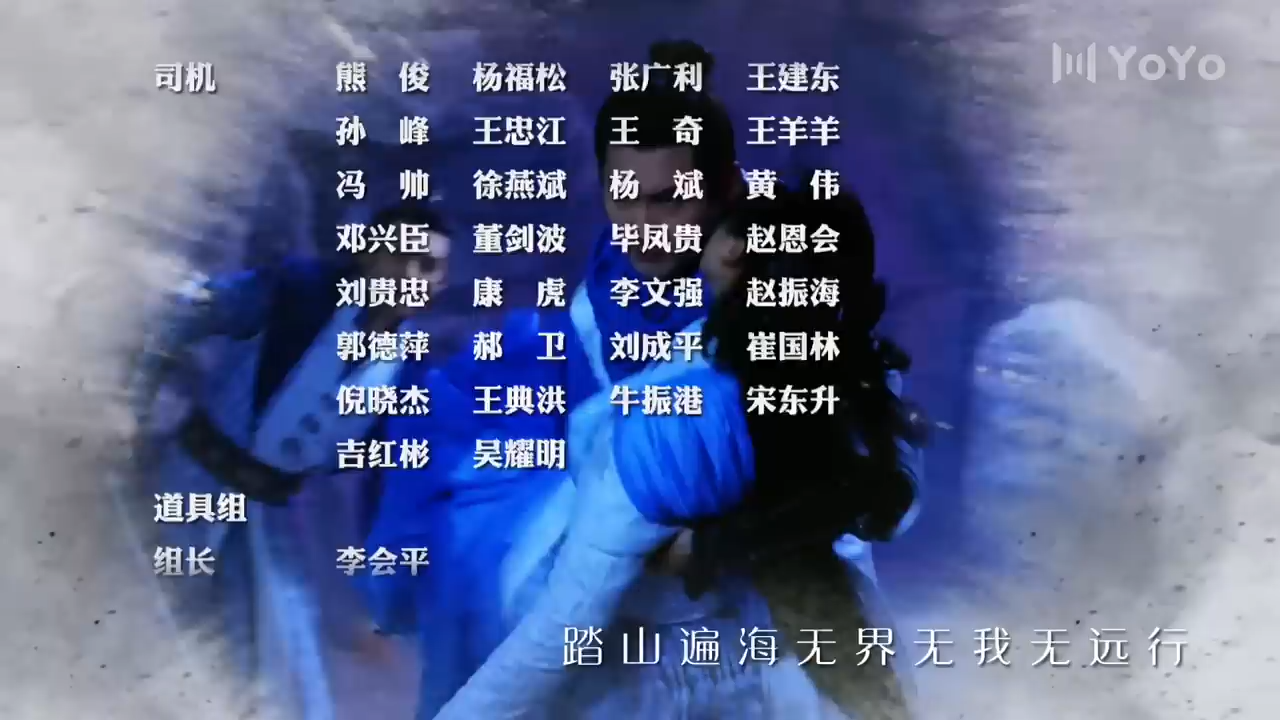 YoYo
司机 熊 俊 杨福松 张广利 王建东
孙 峰 王忠江 王 奇 王羊羊
冯 帅 徐燕斌 杨 斌 黄 伟
邓兴臣 董剑波 毕凤贵 赵恩会
刘贵忠 康 虎 李文强 赵振海
郭德萍 郝 卫 刘成平 崔国林
倪晓杰 王典洪 牛振港 宋东升
吉红彬 吴耀明
道具组
组长 李会平
踏山遍海无界无我无远行